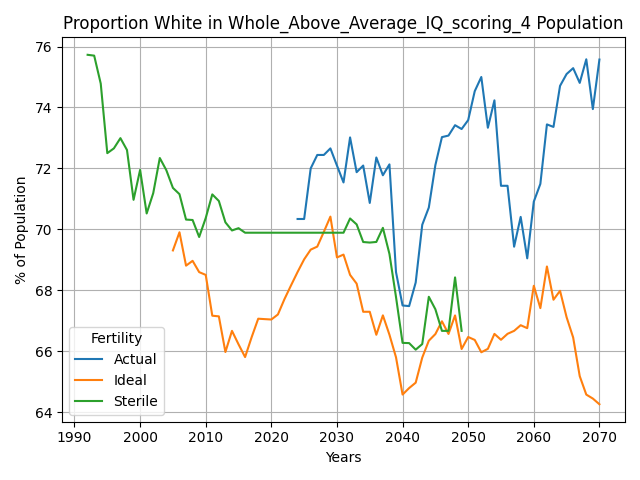 Proportion White in Whole_Above_Average_IQ_scoring_4 Population
76
74
72
70
68
66
64
% of Population
Fertility
Actual
Ideal
Sterile
1990 2000 2010 2020 2030 2040 2050 2060 2070
Years